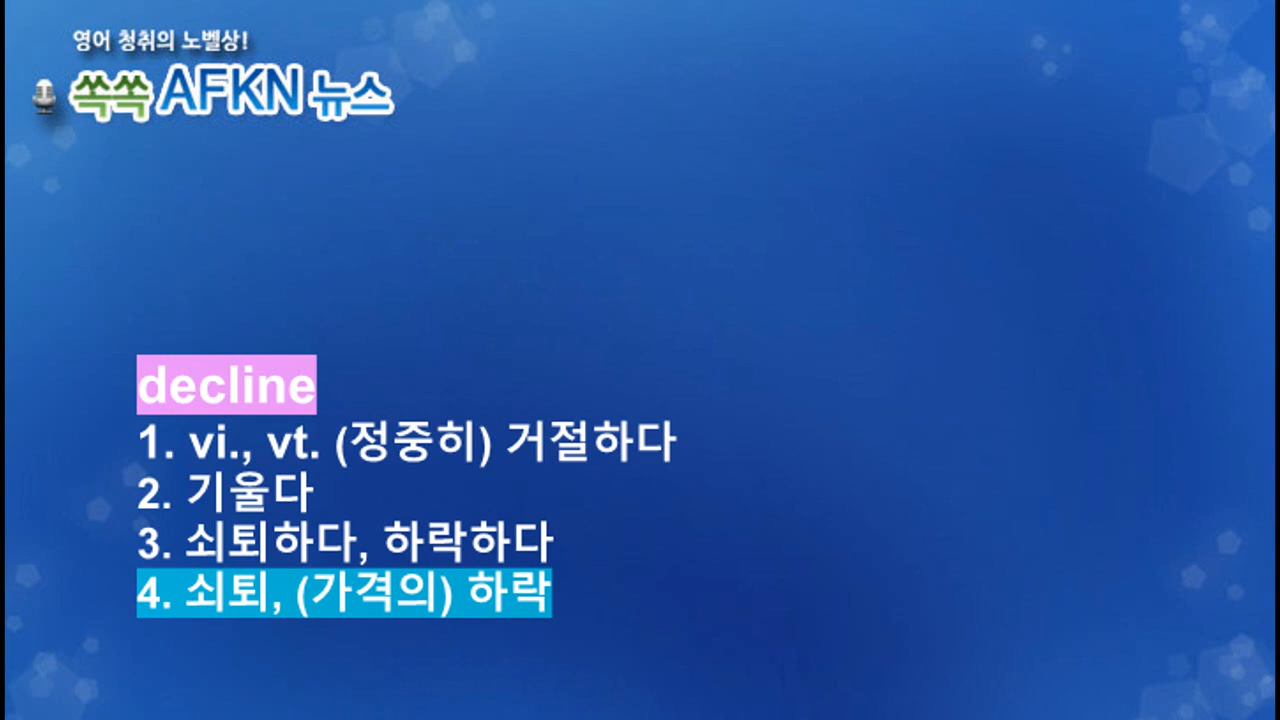 영어 청취의 노벨상!
쏙쏙 AFKN 뉴스
decline
1. vi., vt. (정중히) 거절하다
2. 기울다
3. 쇠퇴하다, 하락하다
4. 쇠퇴, (가격의) 하락